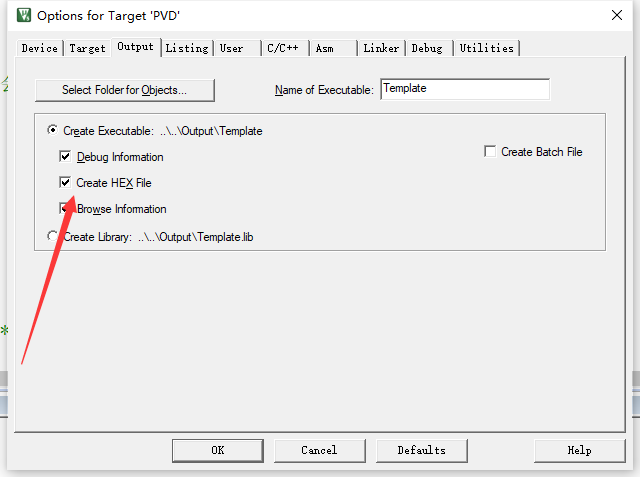 Options for Target 'PVD'
Device Target Output Listing User C/C++ Asm Linker Debug Utilities
Select Folder for Objects... Name of Executable: Template
Create Executable: ..\..\Output\Template
Debug Information
Create Batch File
Create HEX File
Browse Information
Create Library: ..\..\Output\Template.lib
*
OK Cancel Defaults Help